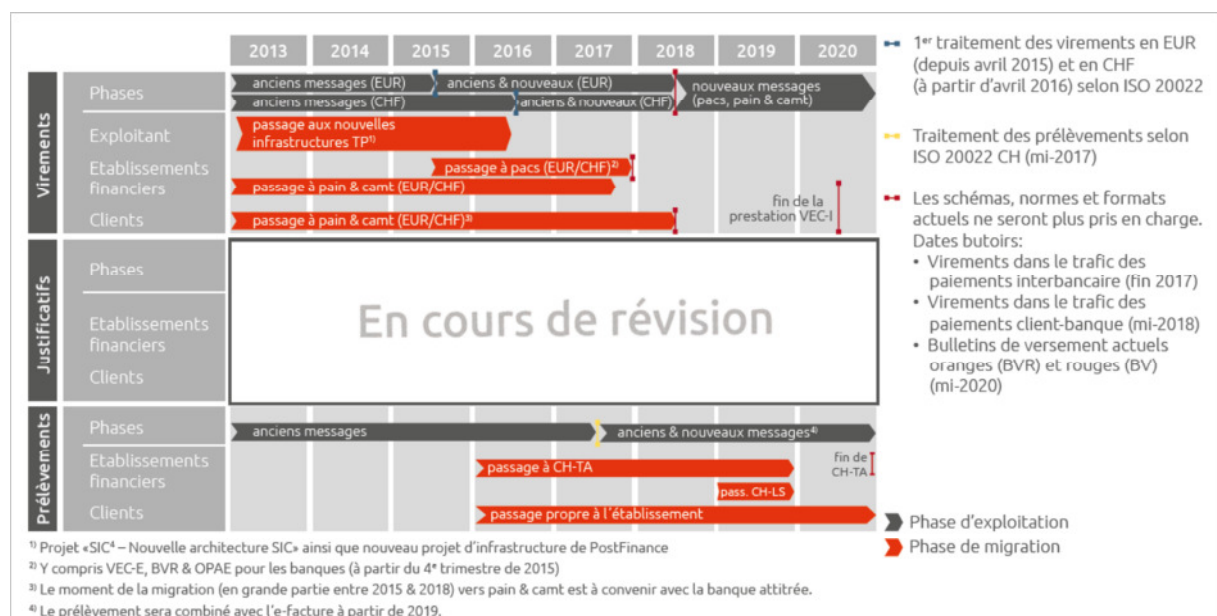 2013 2014 2015 2016 2017 2018 2019 2020
Virements
Phases
anciens messages (EUR)
anciens & nouveaux (EUR)
anciens messages (CHF)
anciens & nouveaux (CHF)
nouveaux messages
(pacs, pain & camt)
Exploitant
passage aux nouvelles
infrastructures TP¹⁾
Etablissements
financiers
passage à pacs (EUR/CHF)²⁾
passage à pain & camt (EUR/CHF)
Clients
passage à pain & camt (EUR/CHF)³⁾
fin de la
prestation VEC-I
Justificatifs
Phases
Etablissements
financiers
Clients
En cours de révision
Prélèvements
Phases
anciens messages
anciens & nouveaux messages⁴⁾
Etablissements
financiers
passage à CH-TA
pass. CH-LS
fin de
CH-TA
Clients
passage propre à l'établissement
1ᵉʳ traitement des virements en EUR
(depuis avril 2015) et en CHF
(à partir d'avril 2016) selon ISO 20022
Traitement des prélèvements selon
ISO 20022 CH (mi-2017)
Les schémas, normes et formats
actuels ne seront plus pris en charge.
Dates butoirs:
• Virements dans le trafic des
paiements interbancaire (fin 2017)
• Virements dans le trafic des
paiements client-banque (mi-2018)
• Bulletins de versement actuels
oranges (BVR) et rouges (BV)
(mi-2020)
Phase d'exploitation
Phase de migration
¹⁾ Projet «SIC⁴ – Nouvelle architecture SIC» ainsi que nouveau projet d'infrastructure de PostFinance
²⁾ Y compris VEC-E, BVR & OPAE pour les banques (à partir du 4ᵉ trimestre de 2015)
³⁾ Le moment de la migration (en grande partie entre 2015 & 2018) vers pain & camt est à convenir avec la banque attitrée.
⁴⁾ Le prélèvement sera combiné avec l'e-facture à partir de 2019.